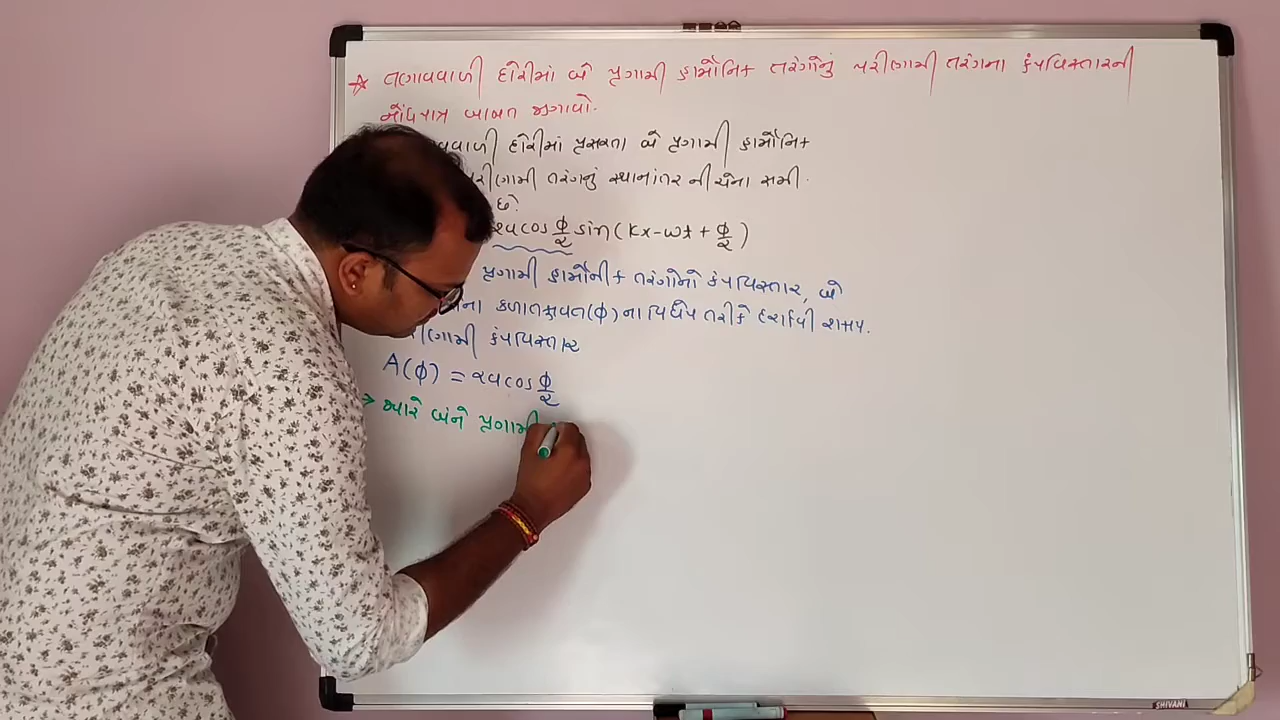 * તણાવવાળી દોરીમાં બે પ્રગામી હાર્મોનિક તરંગોનું પરીણામી તરંગના કંપવિસ્તારની
નોંધપાત્ર બાબત જણાવો.
વાળી દોરીમાં પ્રસરતા બે પ્રગામી હાર્મોનિક
રીણામી તરંગનું સ્થાનાંતર નીચેના સમી.
છે.
2a cos φ/2 sin(kx-ωt + φ/2)
પ્રગામી હાર્મોનીક તરંગોનો કંપવિસ્તાર, બે
ના કળાતફાવત(φ) ના વિધેય તરીકે દર્શાવી શકાય.
ણામી કંપવિસ્તાર
A(φ) = 2a cos φ/2
→ જ્યારે બંને પ્રગામી
SHIVANI